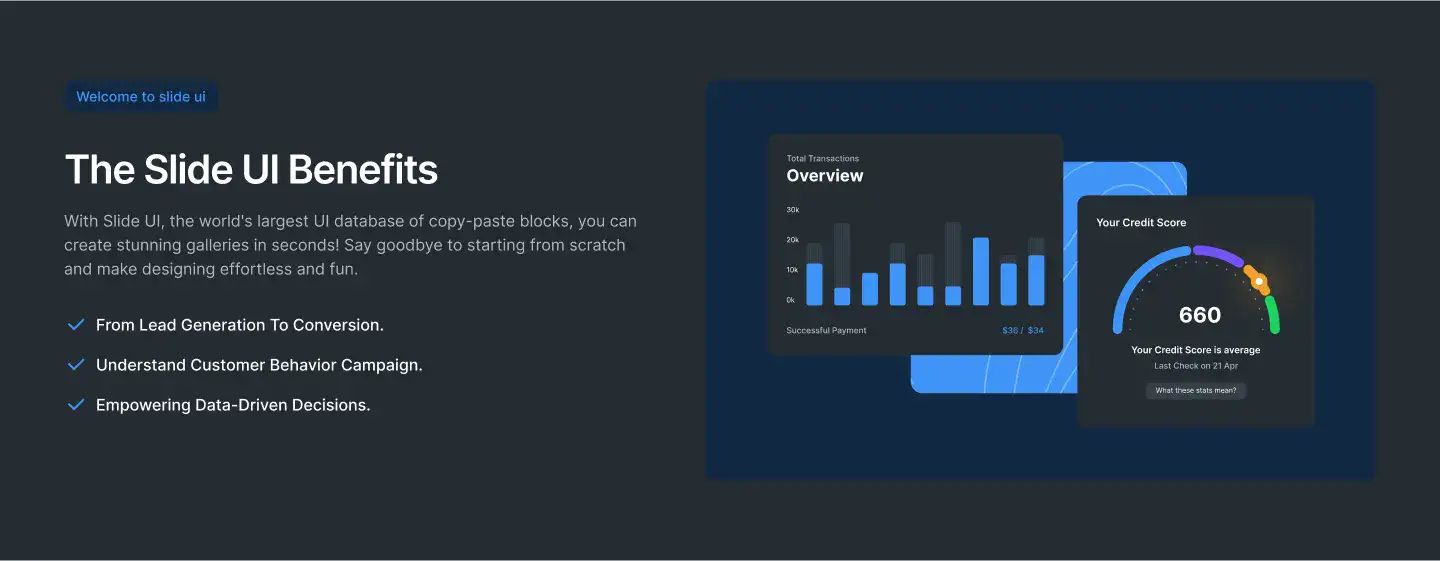 Welcome to slide ui
The Slide UI Benefits
With Slide UI, the world's largest UI database of copy-paste blocks, you can
create stunning galleries in seconds! Say goodbye to starting from scratch
and make designing effortless and fun.
From Lead Generation To Conversion.
Understand Customer Behavior Campaign.
Empowering Data-Driven Decisions.
Total Transactions
Overview
30k
20k
10k
0k
Successful Payment
$36 / $34
Your Credit Score
660
Your Credit Score is average
Last Check on 21 Apr
What these stats mean?